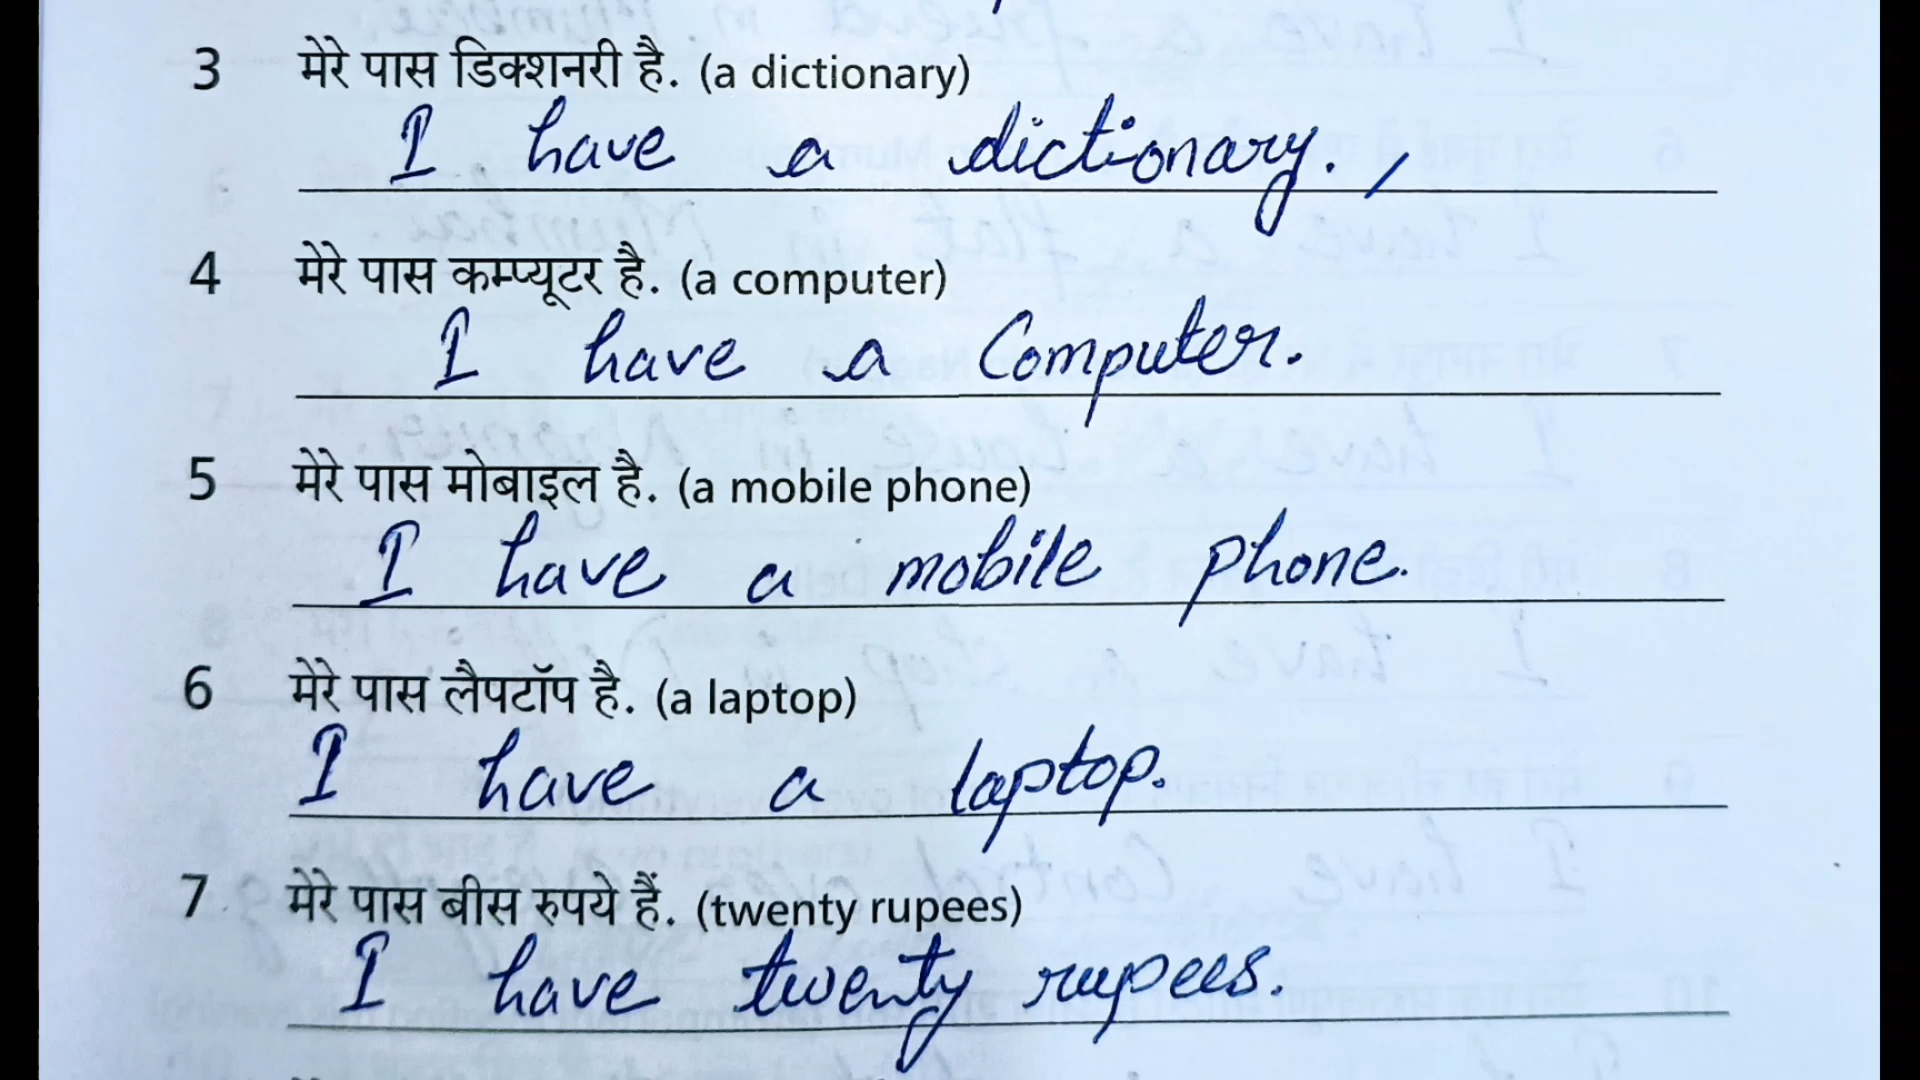 3 मेरे पास डिक्शनरी है. (a dictionary)
I have a dictionary.
4 मेरे पास कम्प्यूटर है. (a computer)
I have a Computer.
5 मेरे पास मोबाइल है. (a mobile phone)
I have a mobile phone.
6 मेरे पास लैपटॉप है. (a laptop)
I have a laptop.
7 मेरे पास बीस रुपये हैं. (twenty rupees)
I have twenty rupees.